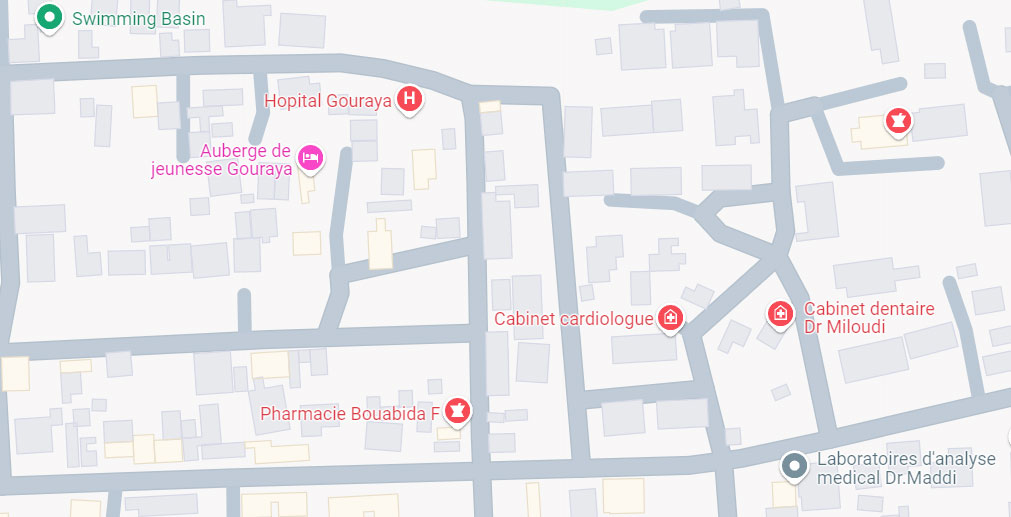 Swimming Basin
Hopital Gouraya
H
Auberge de
jeunesse Gouraya
Cabinet cardiologue
Cabinet dentaire
Dr Miloudi
Pharmacie Bouabida F
Laboratoires d'analyse
medical Dr.Maddi